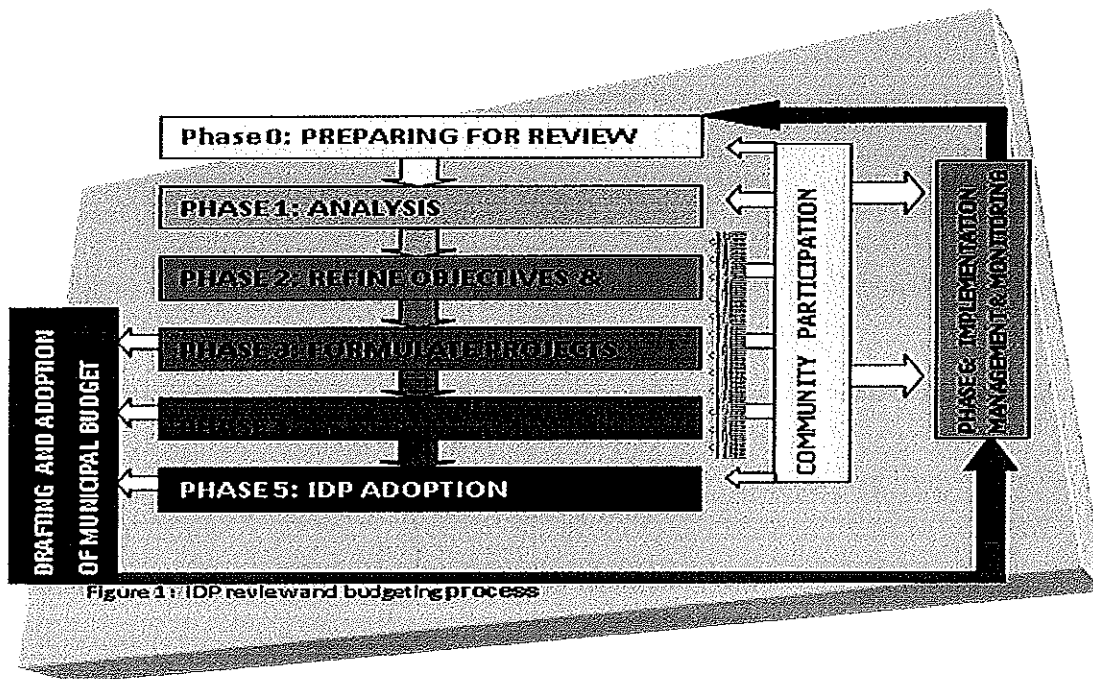 Phase 0: PREPARING FOR REVIEW
PHASE 1: ANALYSIS
PHASE 2: REFINE OBJECTIVES &
PHASE 3: FORMULATE PROJECTS
PHASE
PHASE 5: IDP ADOPTION
DRAFTING AND ADOPTION
OF MUNICIPAL BUDGET
COMMUNITY PARTICIPATION
PHASE6: IMPLEMENTATION
MANAGEMENT& MONITORING
Figure 1: IDP review and budgeting process